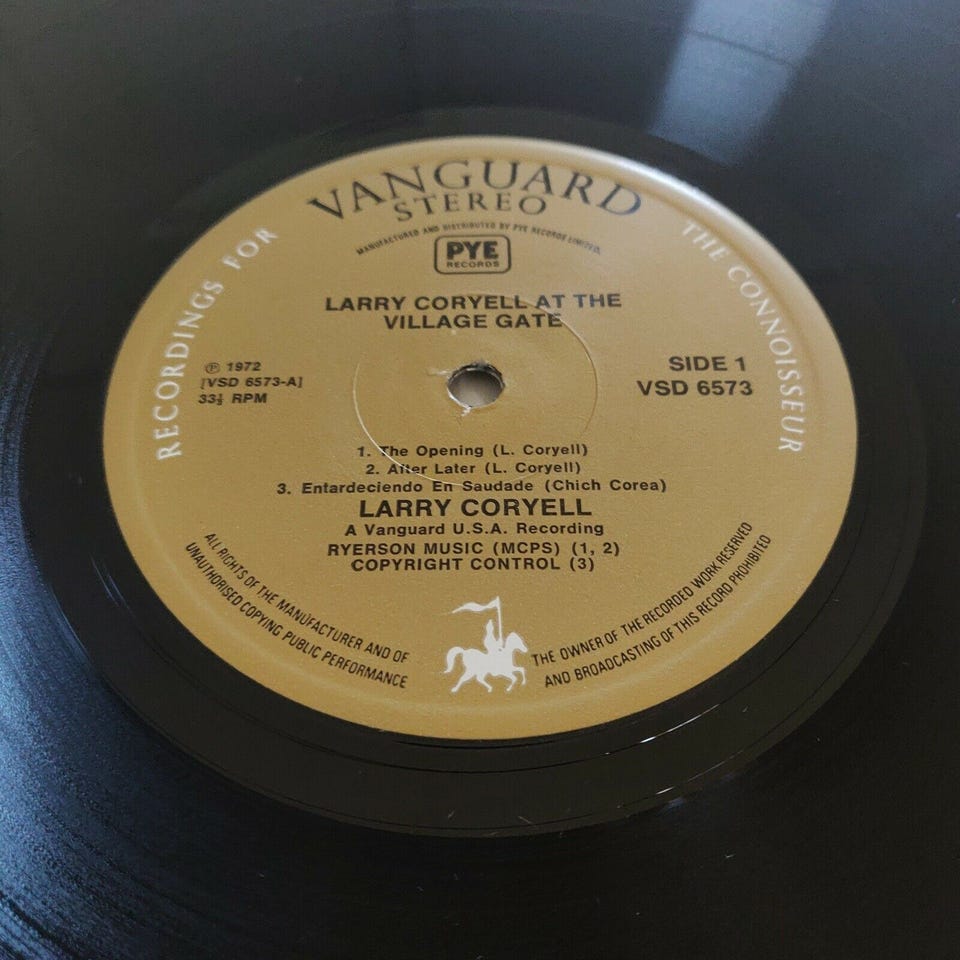 VANGUARD
STEREO
RECORDINGS FOR
THE CONNOISSEUR
MANUFACTURED AND DISTRIBUTED BY PYE RECORDS LIMITED.
PYE
RECORDS
LARRY CORYELL AT THE
VILLAGE GATE
℗ 1972
[VSD 6573-A]
33⅓ RPM
SIDE 1
VSD 6573
1. The Opening (L. Coryell)
2. After Later (L. Coryell)
3. Entardeciendo En Saudade (Chich Corea)
LARRY CORYELL
A Vanguard U.S.A. Recording
RYERSON MUSIC (MCPS) (1, 2)
COPYRIGHT CONTROL (3)
ALL RIGHTS OF THE MANUFACTURER AND OF THE OWNER OF THE RECORDED WORK RESERVED
UNAUTHORISED COPYING PUBLIC PERFORMANCE AND BROADCASTING OF THIS RECORD PROHIBITED